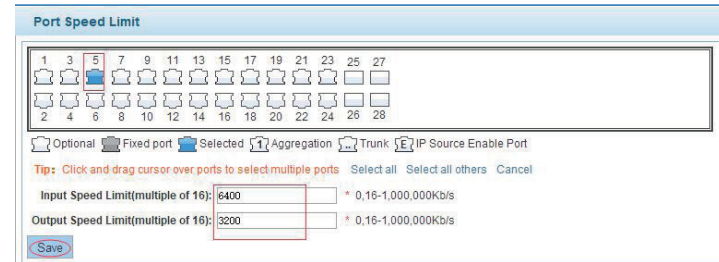 Port Speed Limit
1 3 5 7 9 11 13 15 17 19 21 23 25 27
2 4 6 8 10 12 14 16 18 20 22 24 26 28
Optional Fixed port Selected 1 Aggregation ... Trunk E IP Source Enable Port
Tip: Click and drag cursor over ports to select multiple ports Select all Select all others Cancel
Input Speed Limit(multiple of 16): 6400 * 0,16-1,000,000Kb/s
Output Speed Limit(multiple of 16): 3200 * 0,16-1,000,000Kb/s
Save